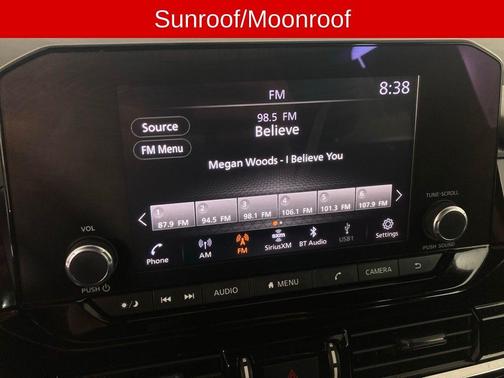 Sunroof/Moonroof
FM
8:38
98.5 FM
Believe
Source
FM Menu
Megan Woods - I Believe You
1 2 3 4 5 6
87.9 FM 94.5 FM 98.1 FM 106.1 FM 101.3 FM 107.9 FM
VOL
TUNE•SCROLL
Phone AM FM SiriusXM BT Audio USB1 Settings
PUSH
PUSH SOUND
AUDIO MENU CAMERA